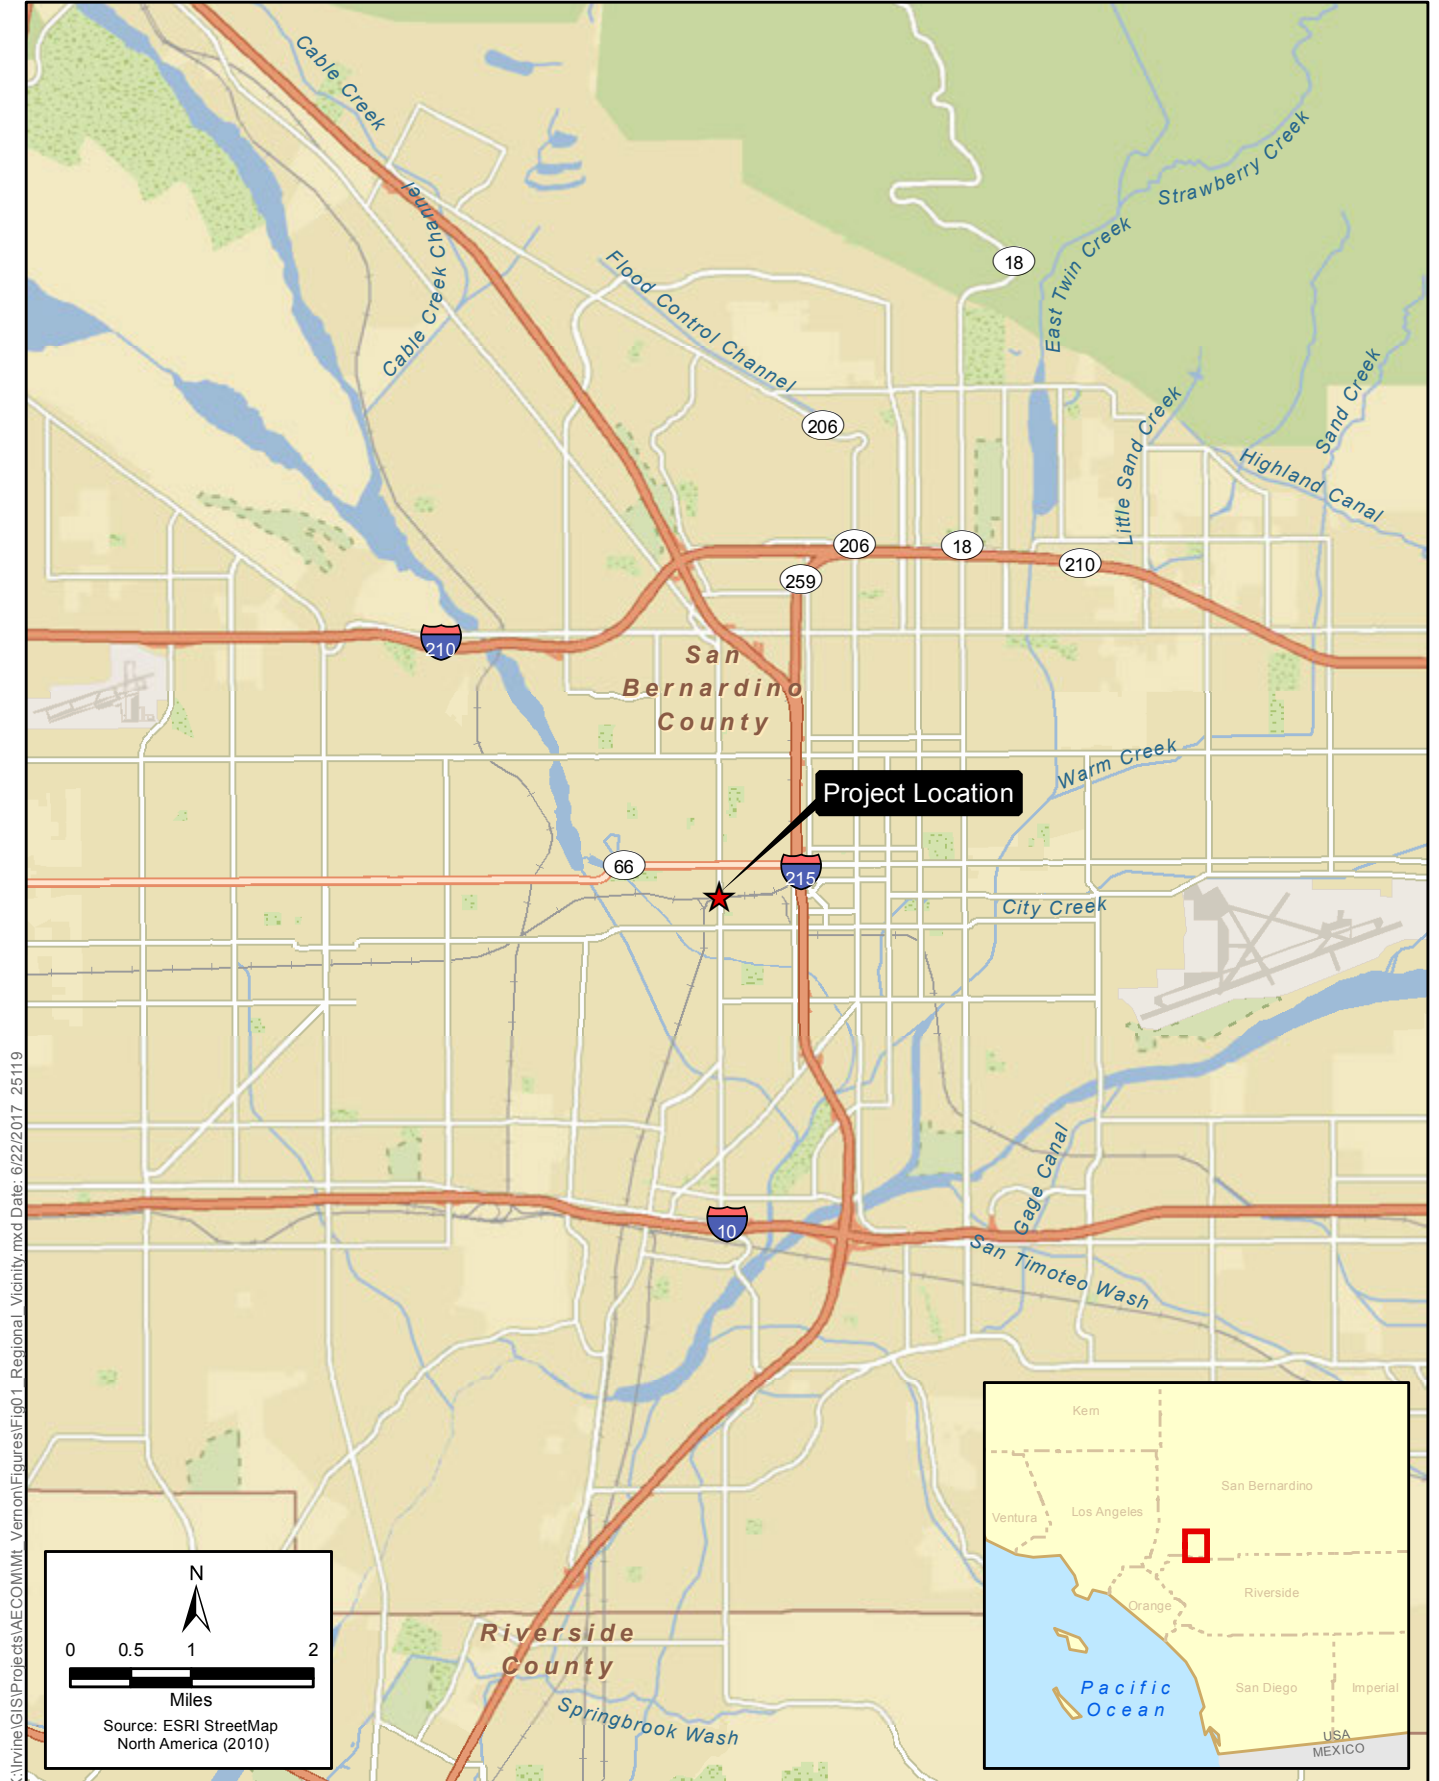 Cable Creek
Cable Creek Channel
Strawberry Creek
East Twin Creek
18
Flood Control Channel
206
Little Sand Creek
Sand Creek
Highland Canal
206
18
210
259
210
San
Bernardino
County
Warm Creek
Project Location
66
215
City Creek
Gage Canal
10
San Timoteo Wash
Riverside
County
Springbrook Wash
N
0 0.5 1 2
Miles
Source: ESRI StreetMap
North America (2010)
Kern
San Bernardino
Ventura
Los Angeles
Orange
Riverside
Pacific
Ocean
San Diego
Imperial
USA
MEXICO
K:\Irvine\GIS\Projects\AECOM\Mt_Vernon\Figures\Fig01_Regional_Vicinity.mxd Date: 6/22/2017 25119